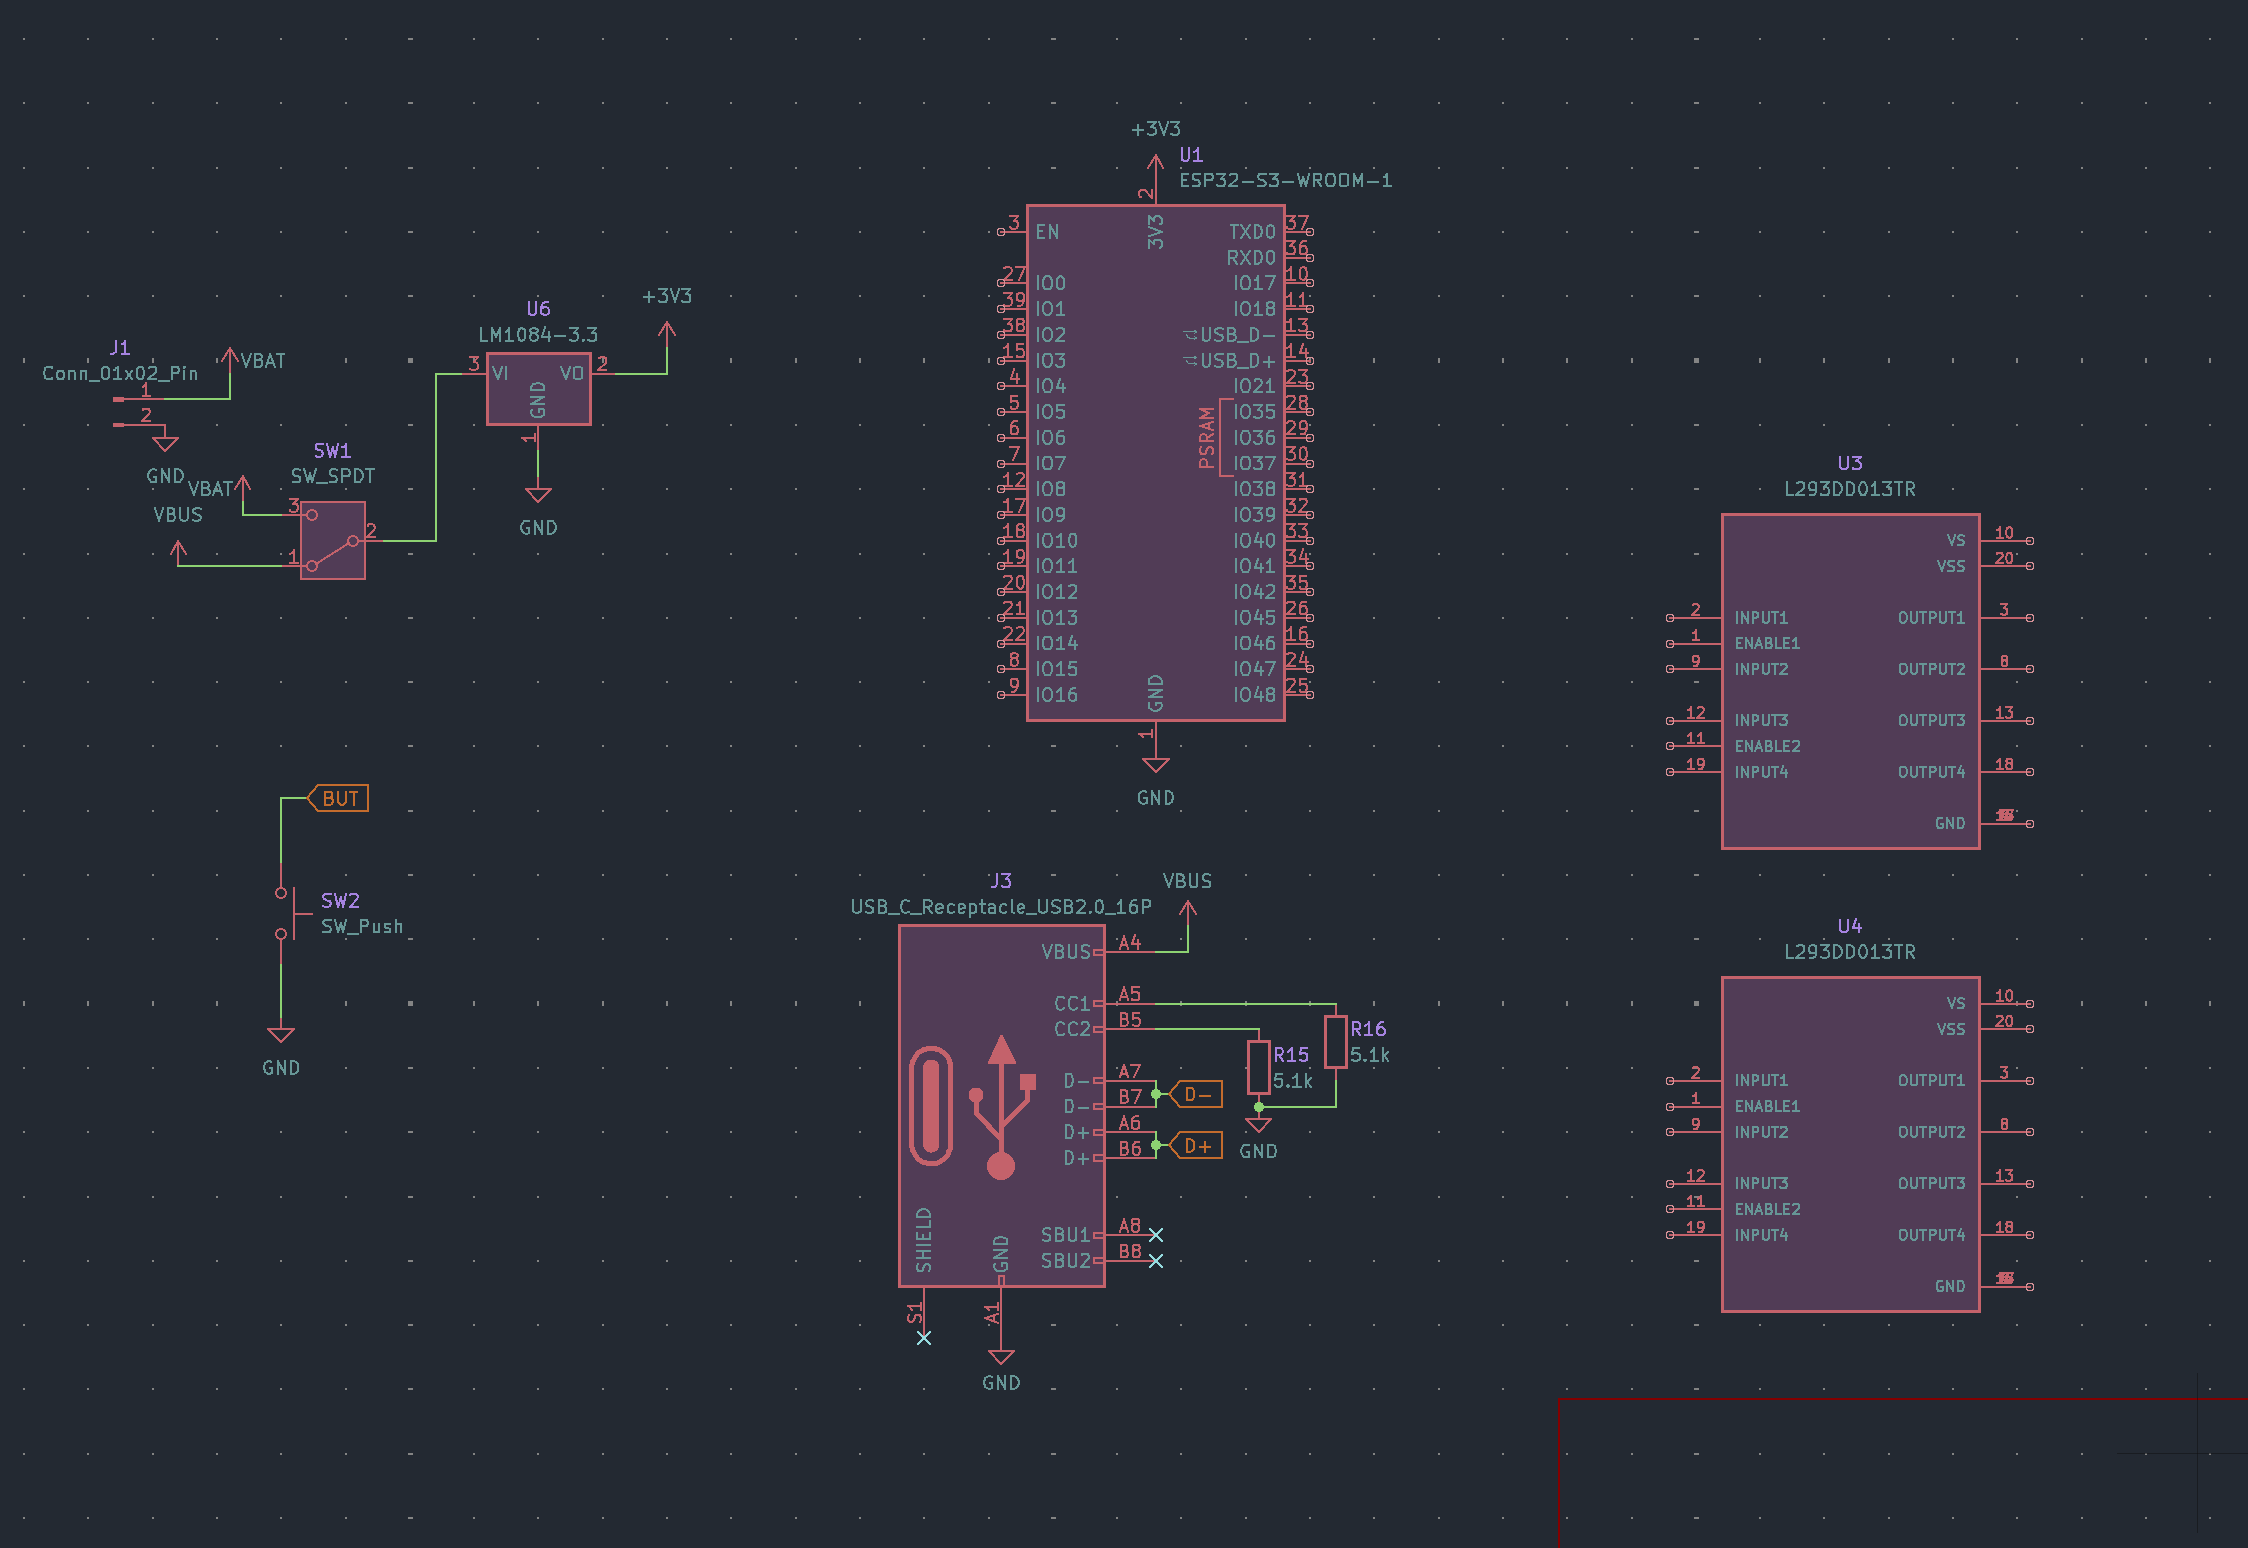 J1
Conn_01x02_Pin
1
2
VBAT
GND
VBAT
VBUS
SW1
SW_SPDT
3
1
2
U6
LM1084-3.3
3 VI VO 2
GND
1
GND
+3V3
BUT
SW2
SW_Push
GND
+3V3
U1
ESP32-S3-WROOM-1
2
3V3
3 EN TXD0 37
RXD0 36
27 IO0 IO17 10
39 IO1 IO18 11
38 IO2 USB_D- 13
15 IO3 USB_D+ 14
4 IO4 IO21 23
5 IO5 IO35 28
6 IO6 IO36 29
7 IO7 IO37 30
PSRAM
12 IO8 IO38 31
17 IO9 IO39 32
18 IO10 IO40 33
19 IO11 IO41 34
20 IO12 IO42 35
21 IO13 IO45 26
22 IO14 IO46 16
8 IO15 IO47 24
9 IO16 IO48 25
GND
1
GND
J3
USB_C_Receptacle_USB2.0_16P
VBUS
VBUS A4
CC1 A5
CC2 B5
D- A7
D- B7
D-
D+ A6
D+ B6
D+
SBU1 A8
SBU2 B8
SHIELD
GND
S1
A1
GND
R16
5.1k
R15
5.1k
GND
U3
L293DD013TR
VS 10
VSS 20
2 INPUT1 OUTPUT1 3
1 ENABLE1
9 INPUT2 OUTPUT2 8
12 INPUT3 OUTPUT3 13
11 ENABLE2
19 INPUT4 OUTPUT4 18
GND
U4
L293DD013TR
VS 10
VSS 20
2 INPUT1 OUTPUT1 3
1 ENABLE1
9 INPUT2 OUTPUT2 8
12 INPUT3 OUTPUT3 13
11 ENABLE2
19 INPUT4 OUTPUT4 18
GND